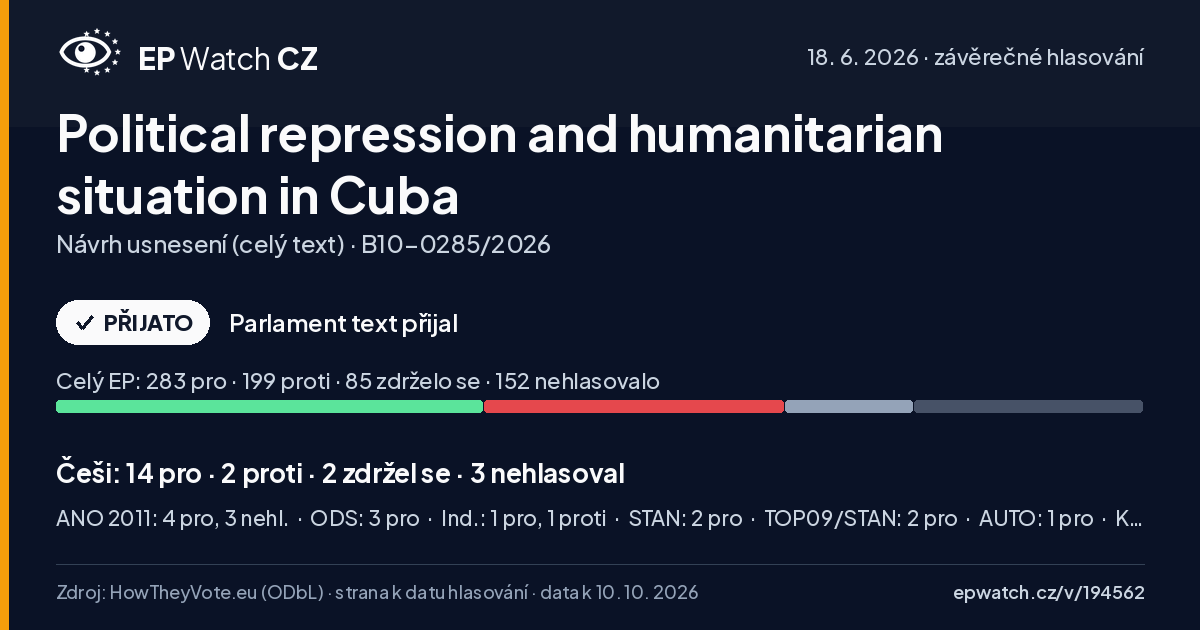 EP Watch CZ
18. 6. 2026 · závěrečné hlasování
Political repression and humanitarian
situation in Cuba
Návrh usnesení (celý text) · B10-0285/2026
✓ PŘIJATO
Parlament text přijal
Celý EP: 283 pro · 199 proti · 85 zdrželo se · 152 nehlasovalo
Češi: 14 pro · 2 proti · 2 zdržel se · 3 nehlasoval
ANO 2011: 4 pro, 3 nehl. · ODS: 3 pro · Ind.: 1 pro, 1 proti · STAN: 2 pro · TOP09/STAN: 2 pro · AUTO: 1 pro · K…
Zdroj: HowTheyVote.eu (ODbL) · strana k datu hlasování · data k 10. 10. 2026
epwatch.cz/v/194562